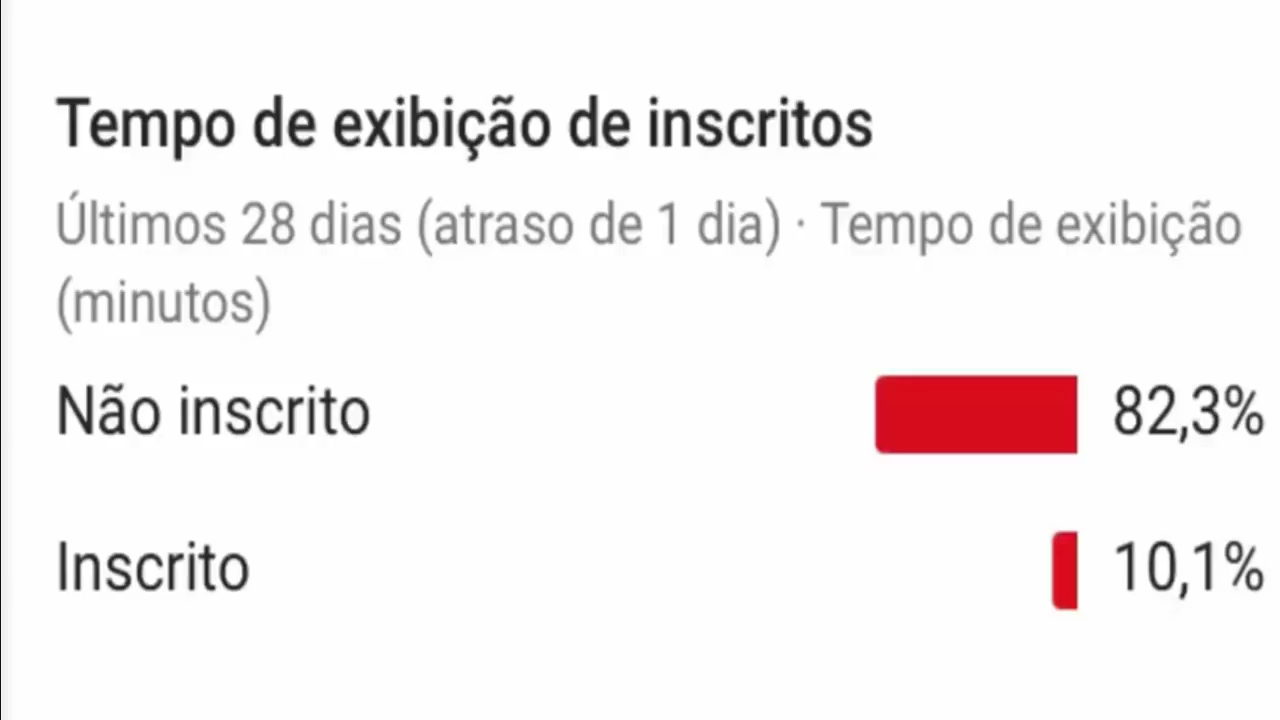 Tempo de exibição de inscritos
Últimos 28 dias (atraso de 1 dia) · Tempo de exibição
(minutos)
Não inscrito 82,3%
Inscrito 10,1%